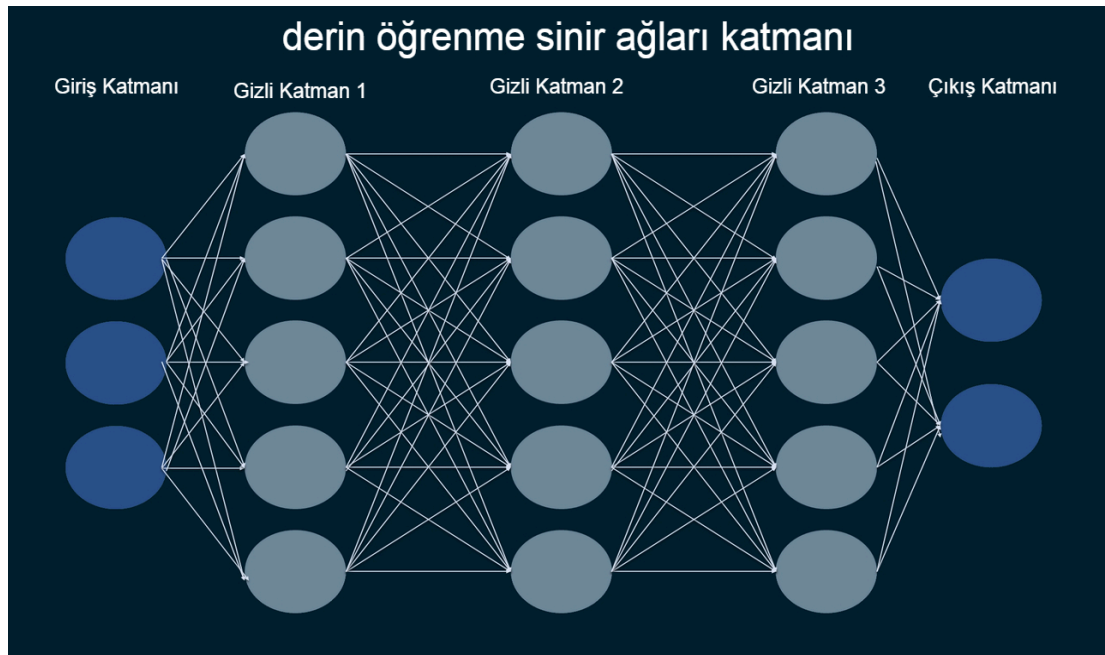 derin öğrenme sinir ağları katmanı
Giriş Katmanı
Gizli Katman 1
Gizli Katman 2
Gizli Katman 3
Çıkış Katmanı